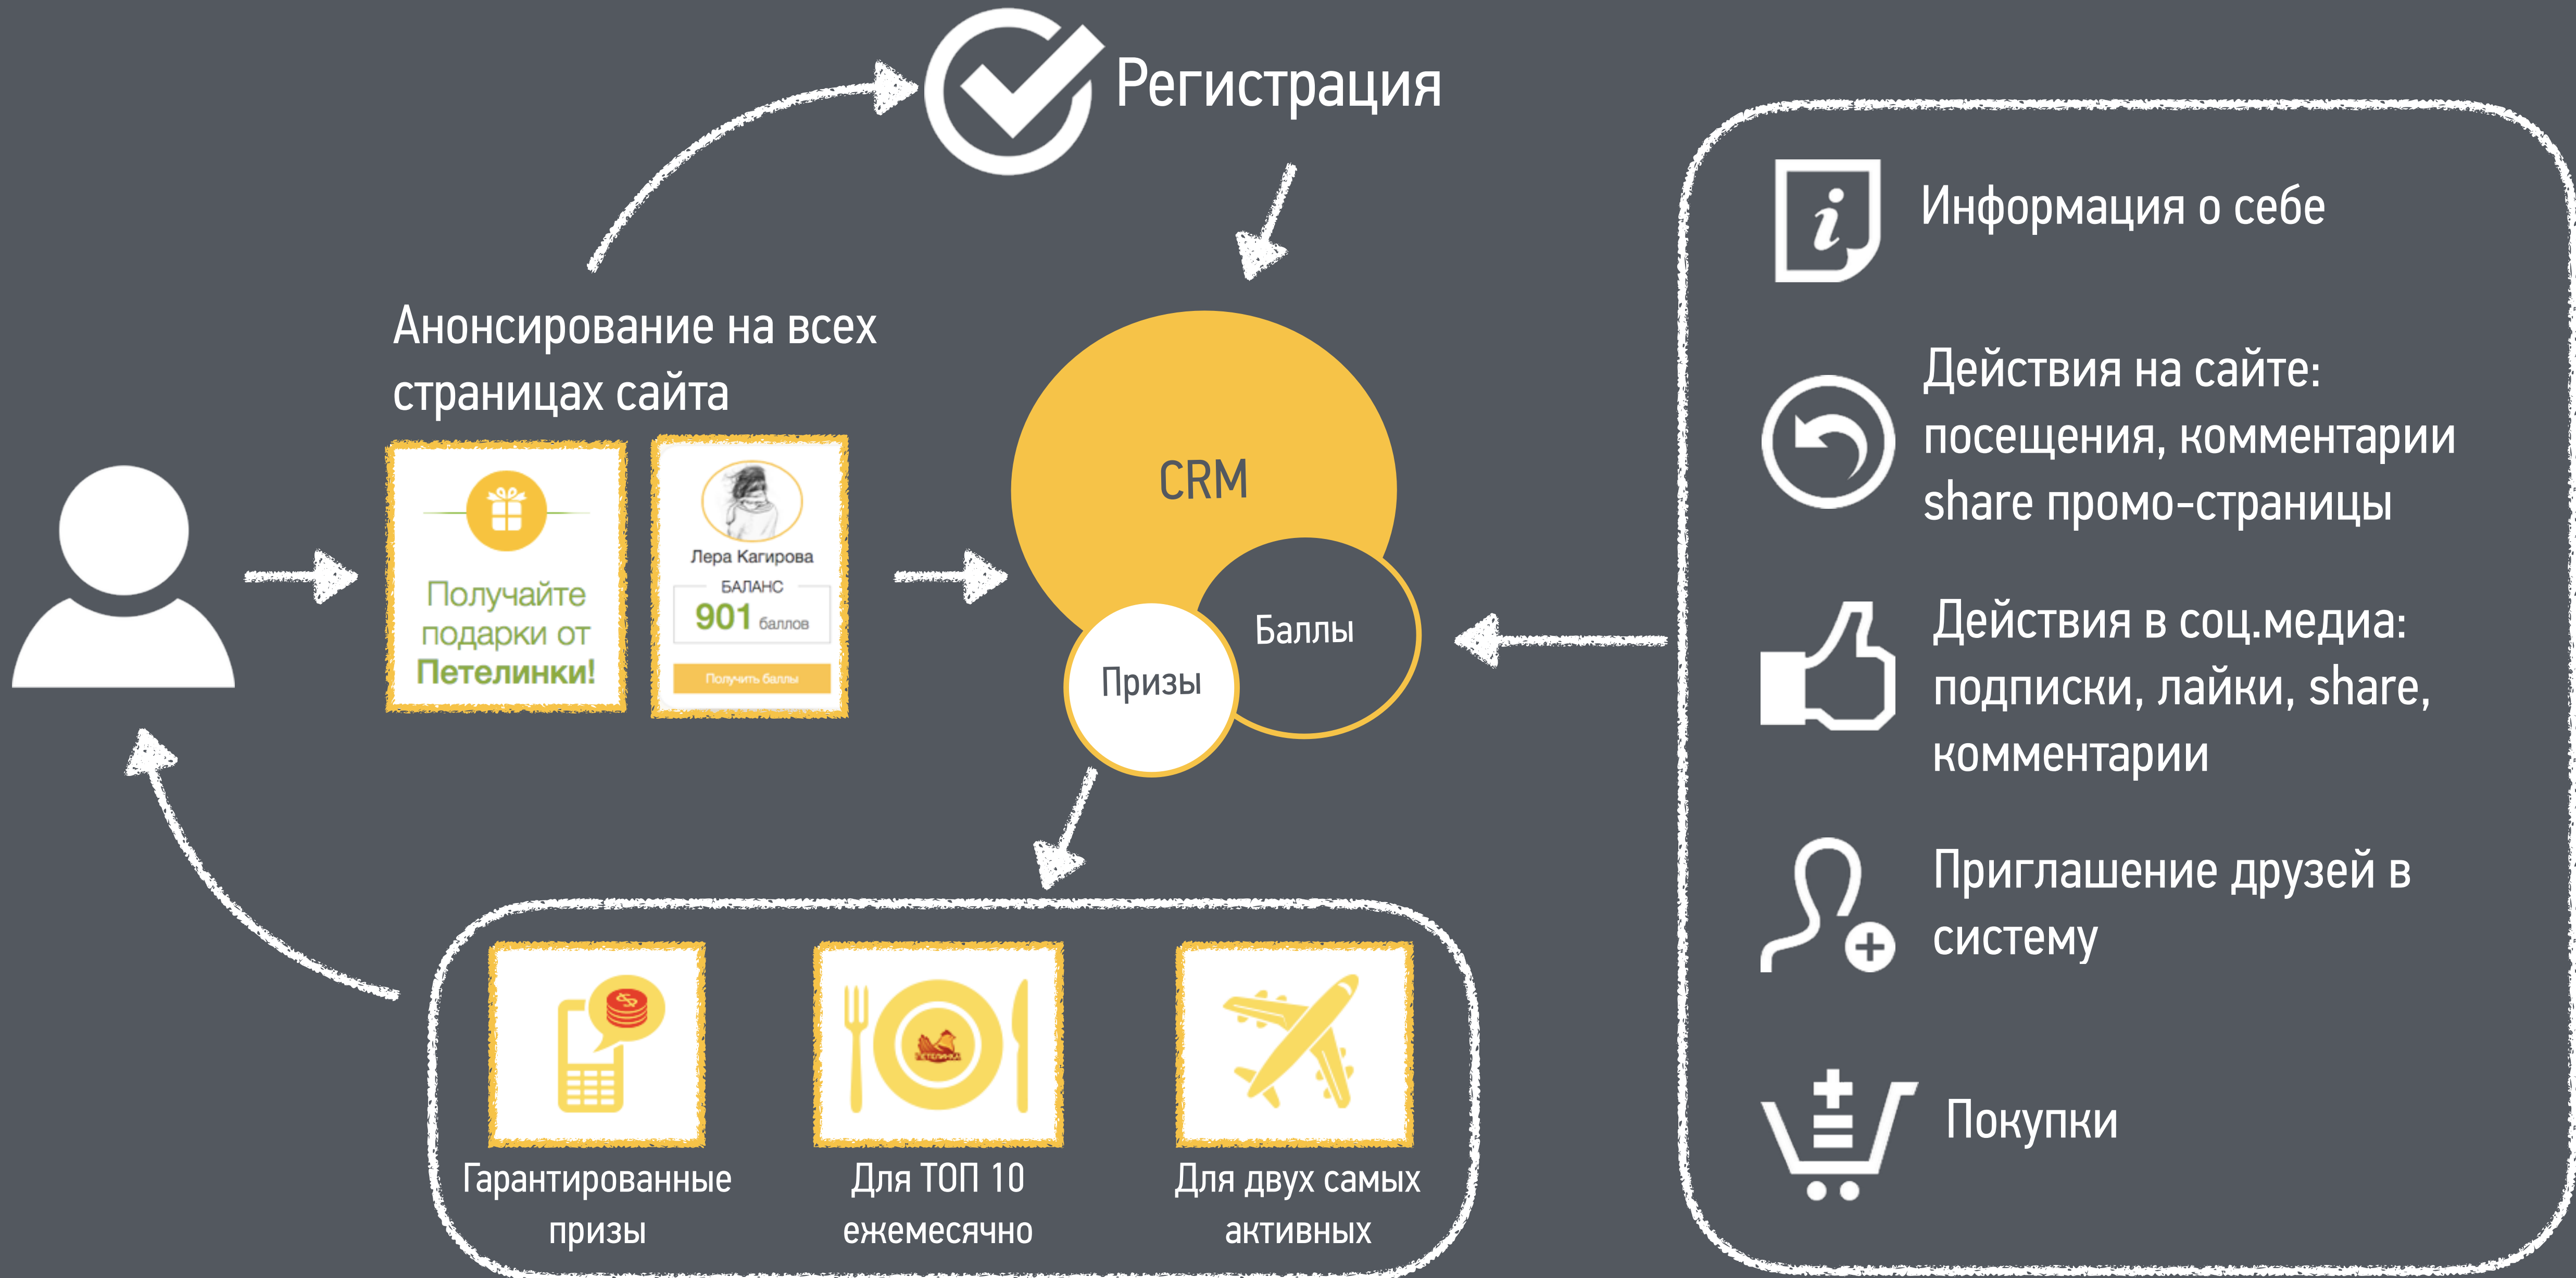 Регистрация
Анонсирование на всех
страницах сайта
Получайте
подарки от
Петелинки!
Лера Кагирова
БАЛАНС
901 баллов
Получить баллы
CRM
Баллы
Призы
Гарантированные
призы
ПЕТЕЛИНКА
Для ТОП 10
ежемесячно
Для двух самых
активных
Информация о себе
Действия на сайте:
посещения, комментарии
share промо-страницы
Действия в соц.медиа:
подписки, лайки, share,
комментарии
Приглашение друзей в
систему
Покупки